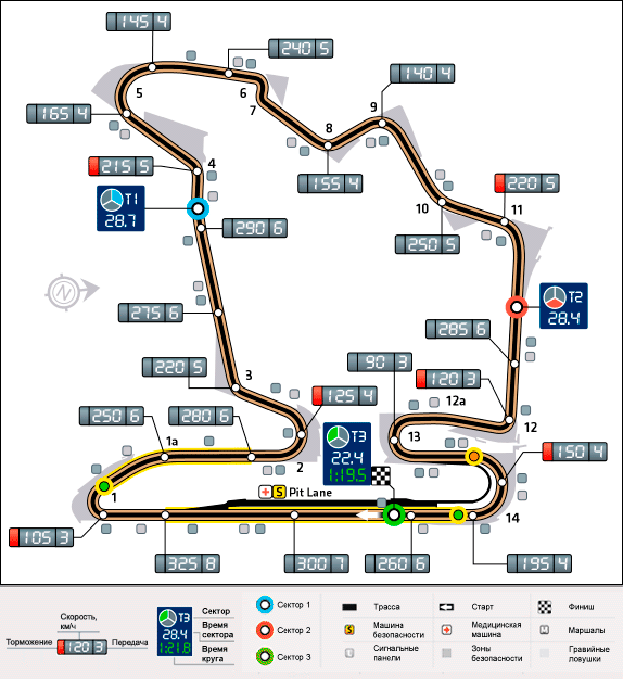 145 4
240 5
140 4
5
6
7
8
9
165 4
4
215 5
155 4
220 5
T1
28.7
290 6
10
11
250 5
N
T2
28.4
275 6
285 6
220 5
90 3
120 3
3
125 4
12a
250 6
280 6
T3
22.4
1:19.5
13
12
1a
2
150 4
1
S Pit Lane
14
105 3
325 8
300 7
260 6
195 4
Скорость,
км/ч
Торможение
120 3
Передача
T3
28.4
1:21.8
Сектор
Время
сектора
Время
круга
Сектор 1
Сектор 2
Сектор 3
Трасса
Старт
Финиш
S
Машина
безопасности
Медицинская
машина
Маршалы
Сигнальные
панели
Зоны
безопасности
Гравийные
ловушки